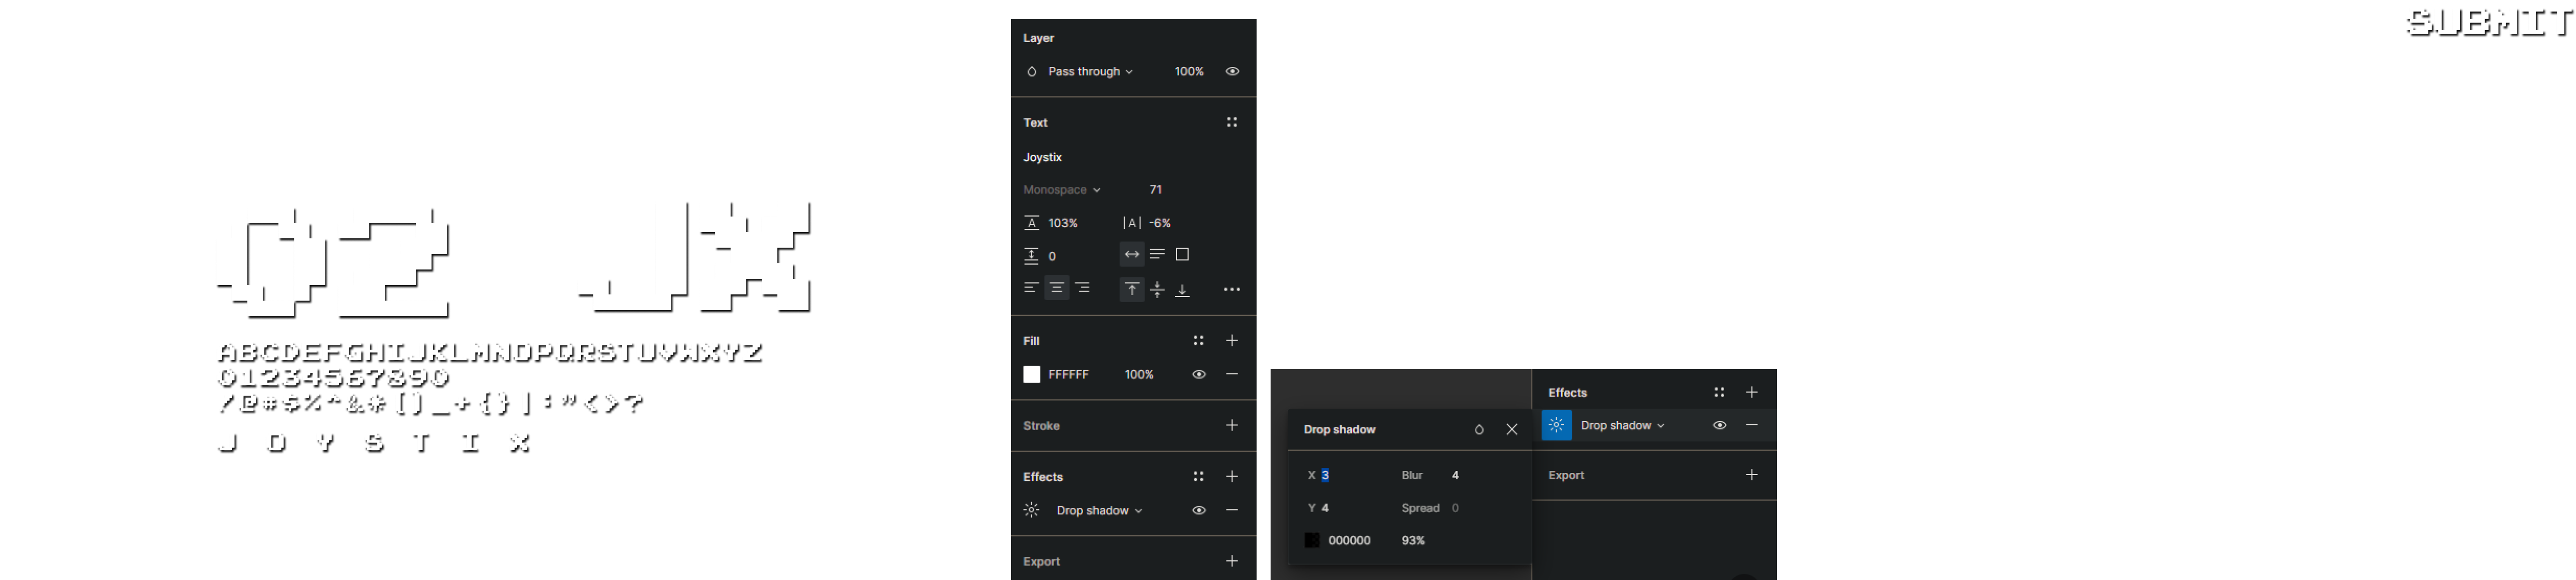 02 JX
ABCDEFGHIJKLMNOPQRSTUVWXYZ
01234567890
/@#$%^&*()_+{}|:"<>?
J O Y S T I X
Layer
Pass through 100%
Text
Joystix
Monospace 71
A 103% |A| -6%
0
Fill
FFFFFF 100%
Stroke
Effects
Drop shadow
Export
Drop shadow
X 3 Blur 4
Y 4 Spread 0
000000 93%
Effects
Drop shadow
Export
SUBMIT